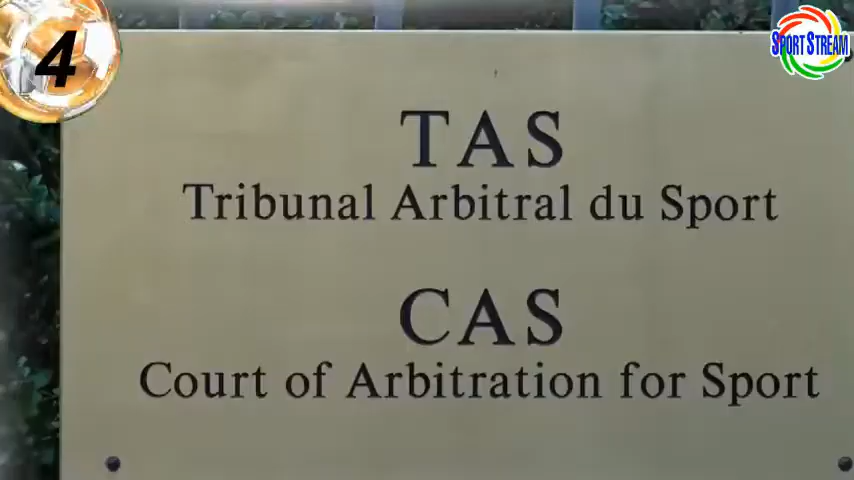 4
SPORT STREAM
TAS
Tribunal Arbitral du Sport
CAS
Court of Arbitration for Sport